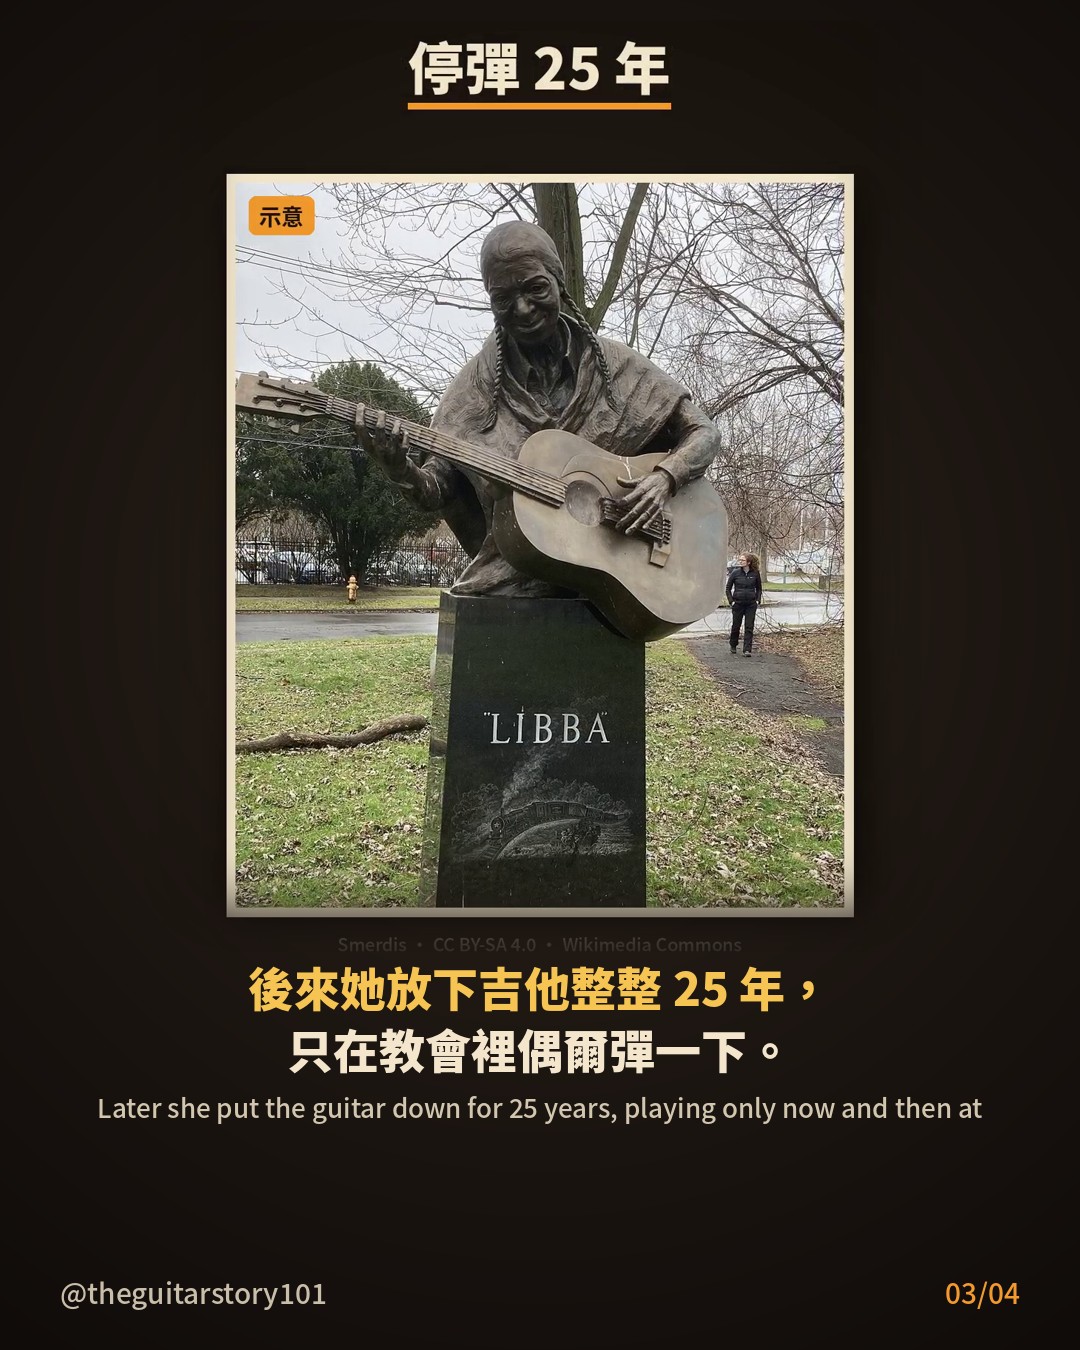 停彈 25 年
示意
"LIBBA"
Smerdis • CC BY-SA 4.0 • Wikimedia Commons
後來她放下吉他整整 25 年，
只在教會裡偶爾彈一下。
Later she put the guitar down for 25 years, playing only now and then at
@theguitarstory101
03/04